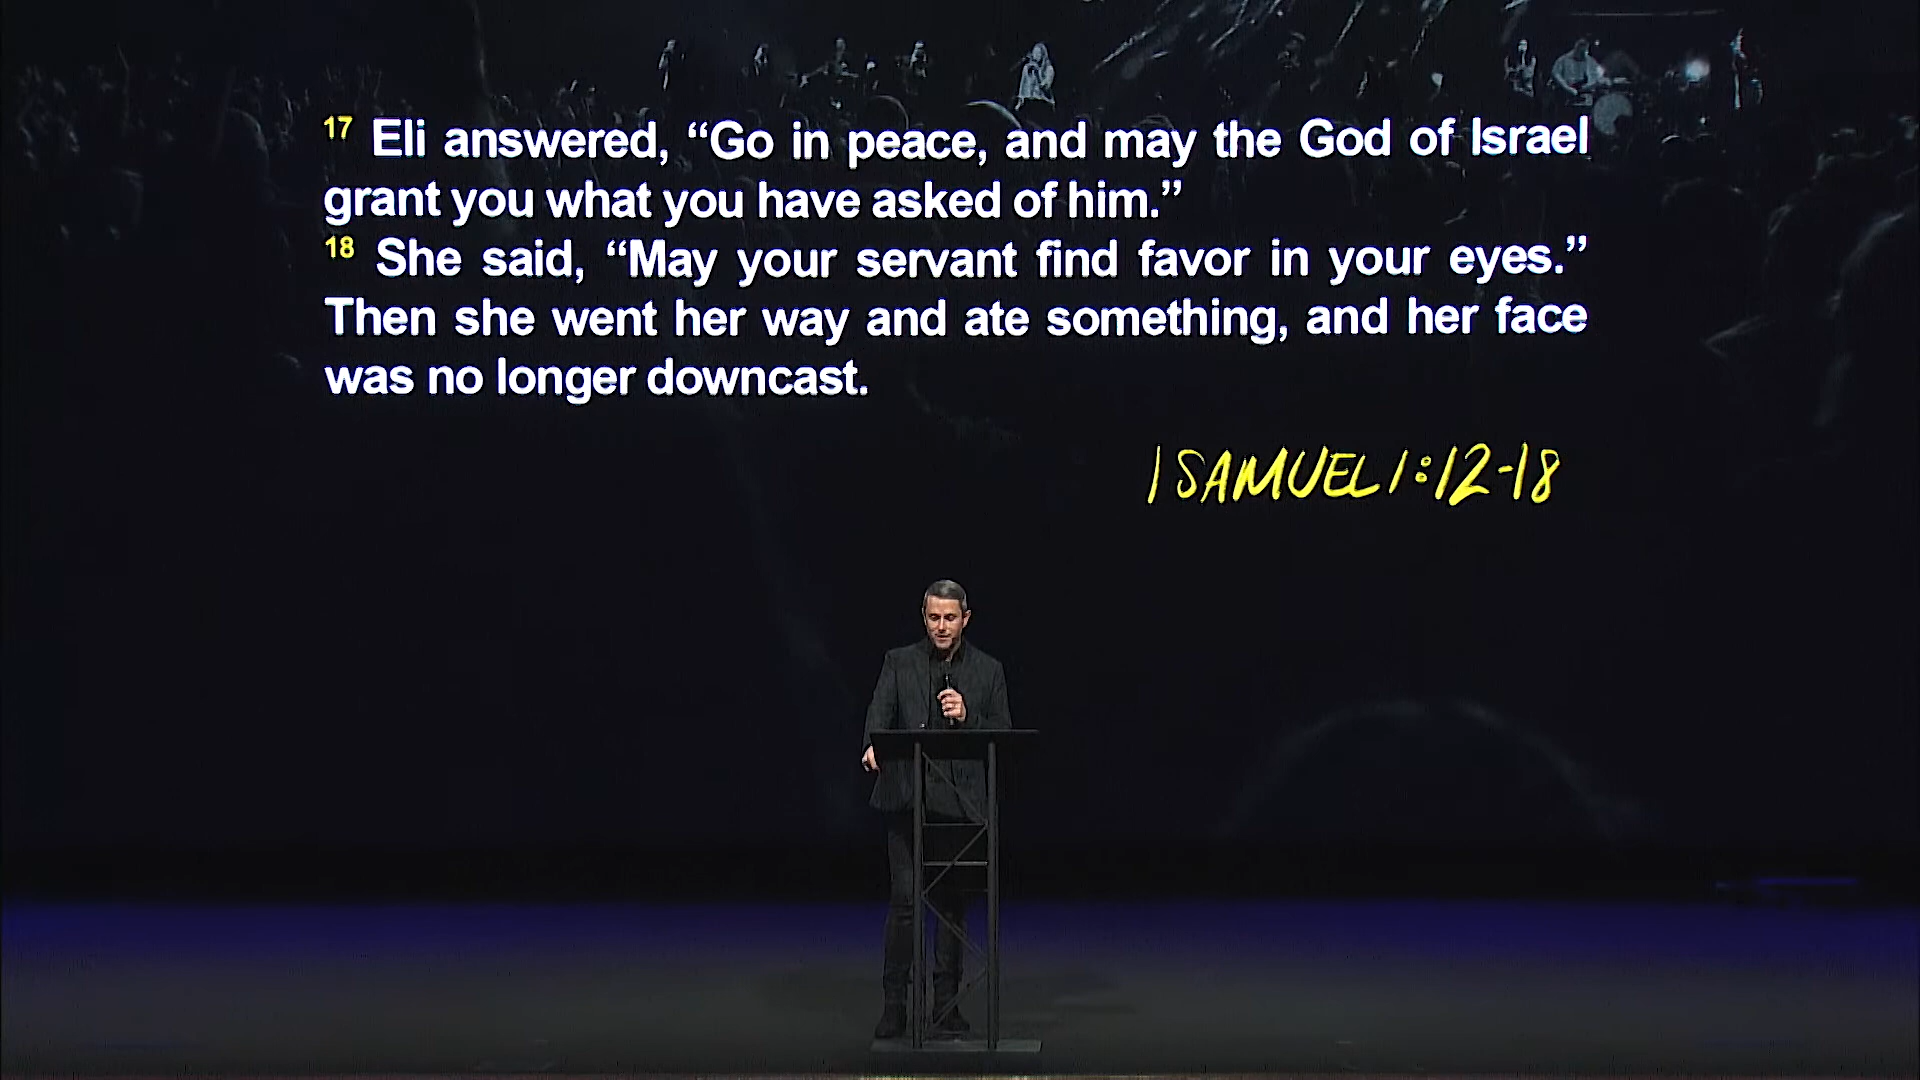 17 Eli answered, “Go in peace, and may the God of Israel
grant you what you have asked of him.”
18 She said, “May your servant find favor in your eyes.”
Then she went her way and ate something, and her face
was no longer downcast.
1 SAMUEL 1:12-18